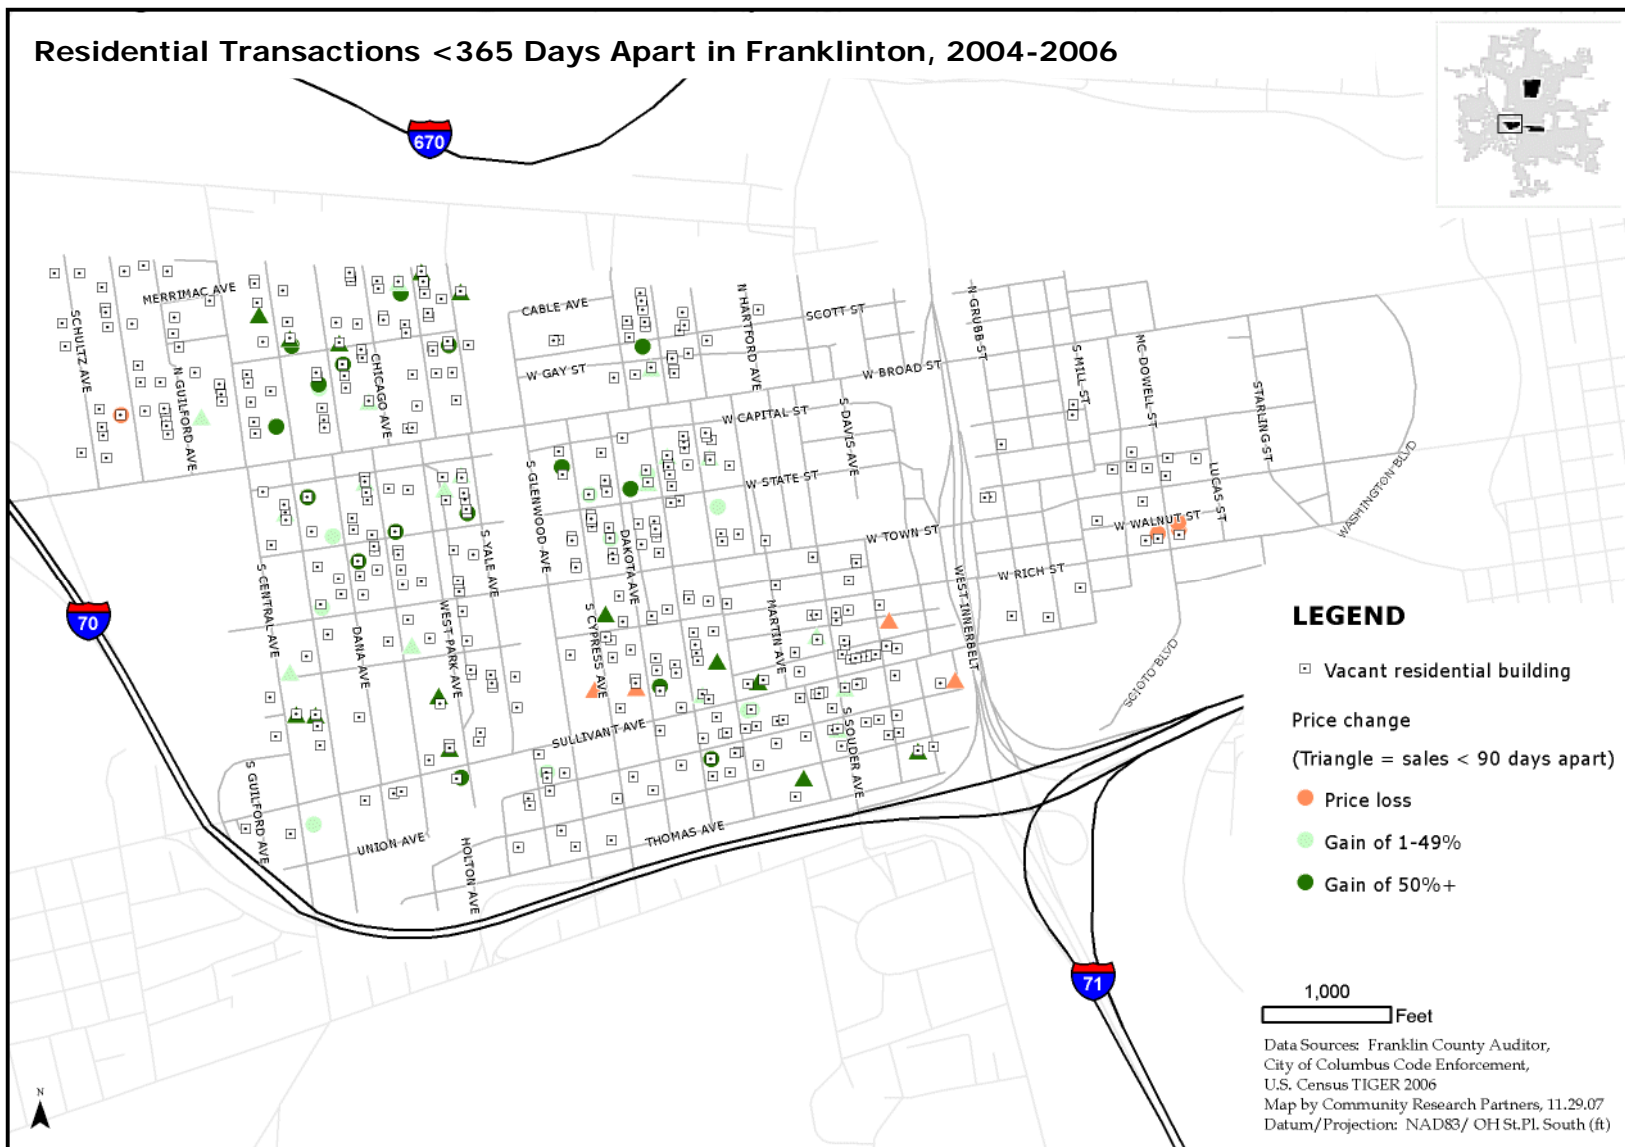 Residential Transactions <365 Days Apart in Franklinton, 2004-2006
670
MERRIMAC AVE
CABLE AVE
SCOTT ST
N HARTFORD AVE
N GRUBB ST
SCHULTZ AVE
N GUILFORD AVE
CHICAGO AVE
W GAY ST
W BROAD ST
S MILL ST
MC DOWELL ST
STARLING ST
W CAPITAL ST
S DAVIS AVE
W STATE ST
LUCAS ST
WASHINGTON BLVD
S GLENWOOD AVE
W TOWN ST
W WALNUT ST
S YALE AVE
DAKOTA AVE
W RICH ST
S CENTRAL AVE
WEST INNERBELT
70
DANA AVE
WEST PARK AVE
S CYPRESS AVE
MARTIN AVE
SCIOTO BLVD
SULLIVANT AVE
S SOUDER AVE
S GUILFORD AVE
UNION AVE
HOLTON AVE
THOMAS AVE
71
LEGEND
Vacant residential building
Price change
(Triangle = sales < 90 days apart)
Price loss
Gain of 1-49%
Gain of 50%+
1,000
Feet
N
Data Sources: Franklin County Auditor,
City of Columbus Code Enforcement,
U.S. Census TIGER 2006
Map by Community Research Partners, 11.29.07
Datum/Projection: NAD83/ OH St.Pl. South (ft)